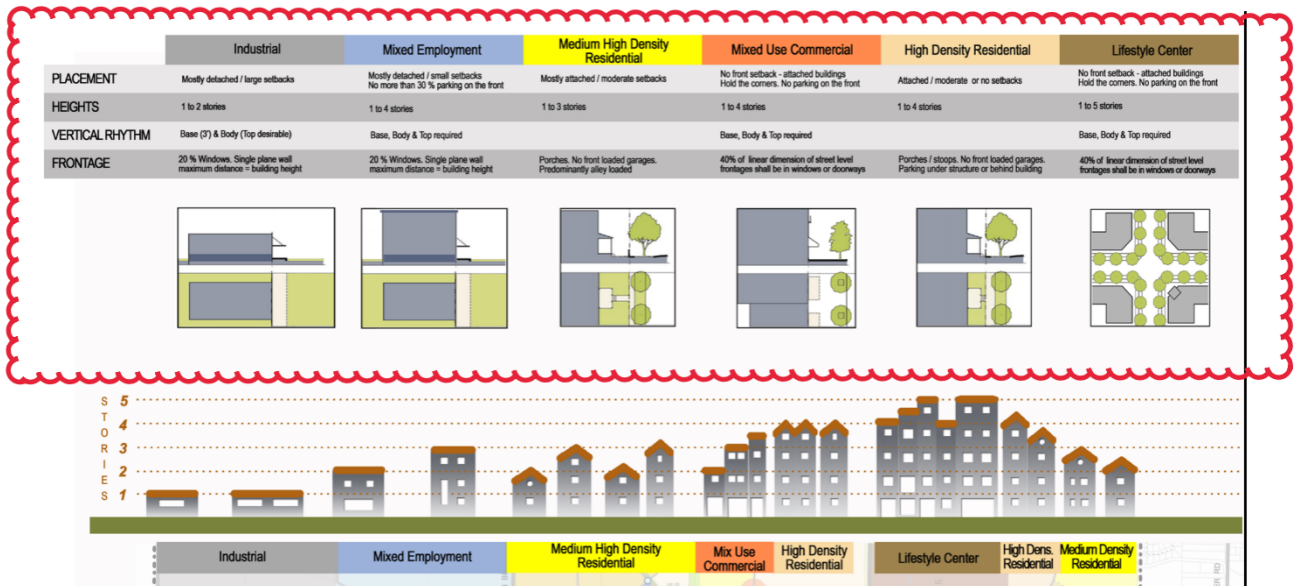 Industrial
Mixed Employment
Medium High Density
Residential
Mixed Use Commercial
High Density Residential
Lifestyle Center
PLACEMENT
Mostly detached / large setbacks
Mostly detached / small setbacks
No more than 30 % parking on the front
Mostly attached / moderate setbacks
No front setback - attached buildings
Hold the corners. No parking on the front
Attached / moderate or no setbacks
No front setback - attached buildings
Hold the corners. No parking on the front
HEIGHTS
1 to 2 stories
1 to 4 stories
1 to 3 stories
1 to 4 stories
1 to 4 stories
1 to 5 stories
VERTICAL RHYTHM
Base (3') & Body (Top desirable)
Base, Body & Top required
Base, Body & Top required
Base, Body & Top required
FRONTAGE
20 % Windows. Single plane wall
maximum distance = building height
20 % Windows. Single plane wall
maximum distance = building height
Porches. No front loaded garages.
Predominantly alley loaded
40% of linear dimension of street level
frontages shall be in windows or doorways
Porches / stoops. No front loaded garages.
Parking under structure or behind building
40% of linear dimension of street level
frontages shall be in windows or doorways
STORIES
5
4
3
2
1
Industrial
Mixed Employment
Medium High Density
Residential
Mix Use
Commercial
High Density
Residential
Lifestyle Center
High Dens.
Residential
Medium Density
Residential
RD